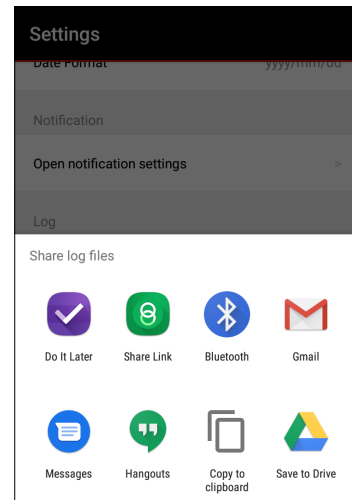 Settings
Date Format yyyy/mm/dd
Notification
Open notification settings >
Log
Share log files
Do It Later Share Link Bluetooth Gmail
Messages Hangouts Copy to Save to Drive
clipboard